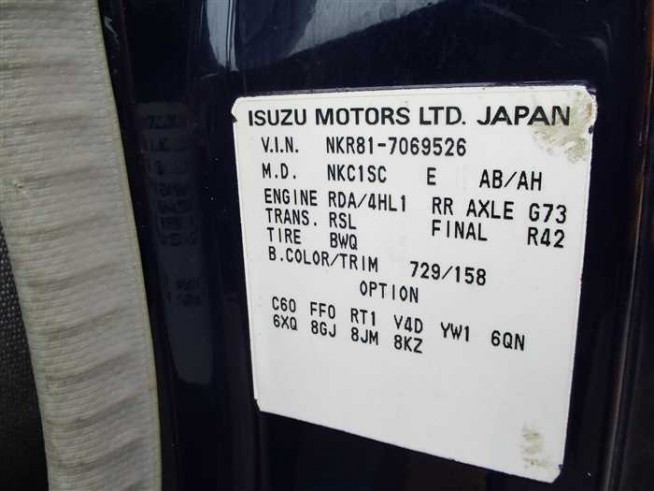 ISUZU MOTORS LTD. JAPAN
V.I.N. NKR81-7069526
M.D. NKC1SC E AB/AH
ENGINE RDA/4HL1 RR AXLE G73
TRANS. RSL FINAL R42
TIRE BWQ
B.COLOR/TRIM 729/158
OPTION
C60 FF0 RT1 V4D YW1 6QN
6XQ 8GJ 8JM 8KZ